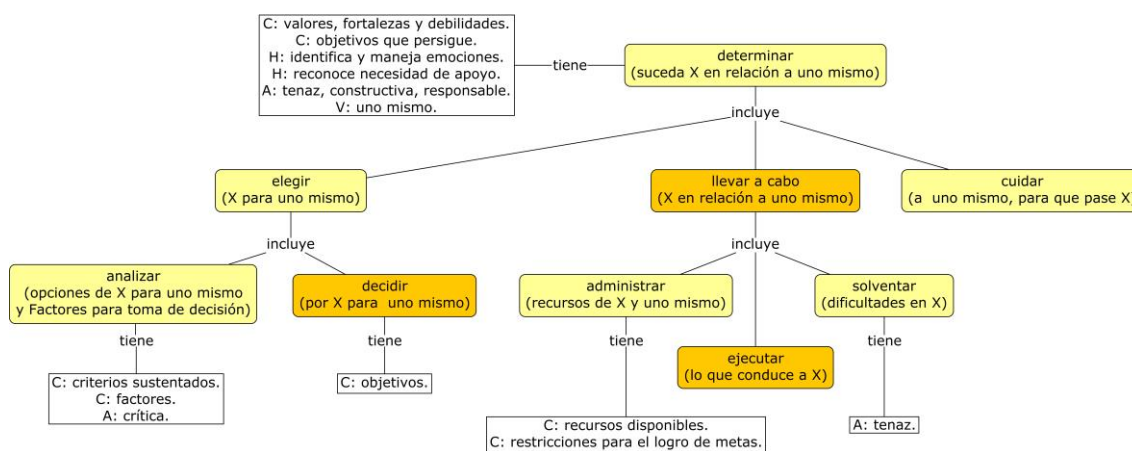 C: valores, fortalezas y debilidades.
C: objetivos que persigue.
H: identifica y maneja emociones.
H: reconoce necesidad de apoyo.
A: tenaz, constructiva, responsable.
V: uno mismo.
tiene
determinar
(suceda X en relación a uno mismo)
incluye
elegir
(X para uno mismo)
llevar a cabo
(X en relación a uno mismo)
cuidar
(a  uno mismo, para que pase X)
incluye
incluye
analizar
(opciones de X para uno mismo
y Factores para toma de decisión)
decidir
(por X para  uno mismo)
administrar
(recursos de X y uno mismo)
solventar
(dificultades en X)
tiene
tiene
tiene
ejecutar
(lo que conduce a X)
tiene
C: criterios sustentados.
C: factores.
A: crítica.
C: objetivos.
C: recursos disponibles.
C: restricciones para el logro de metas.
A: tenaz.